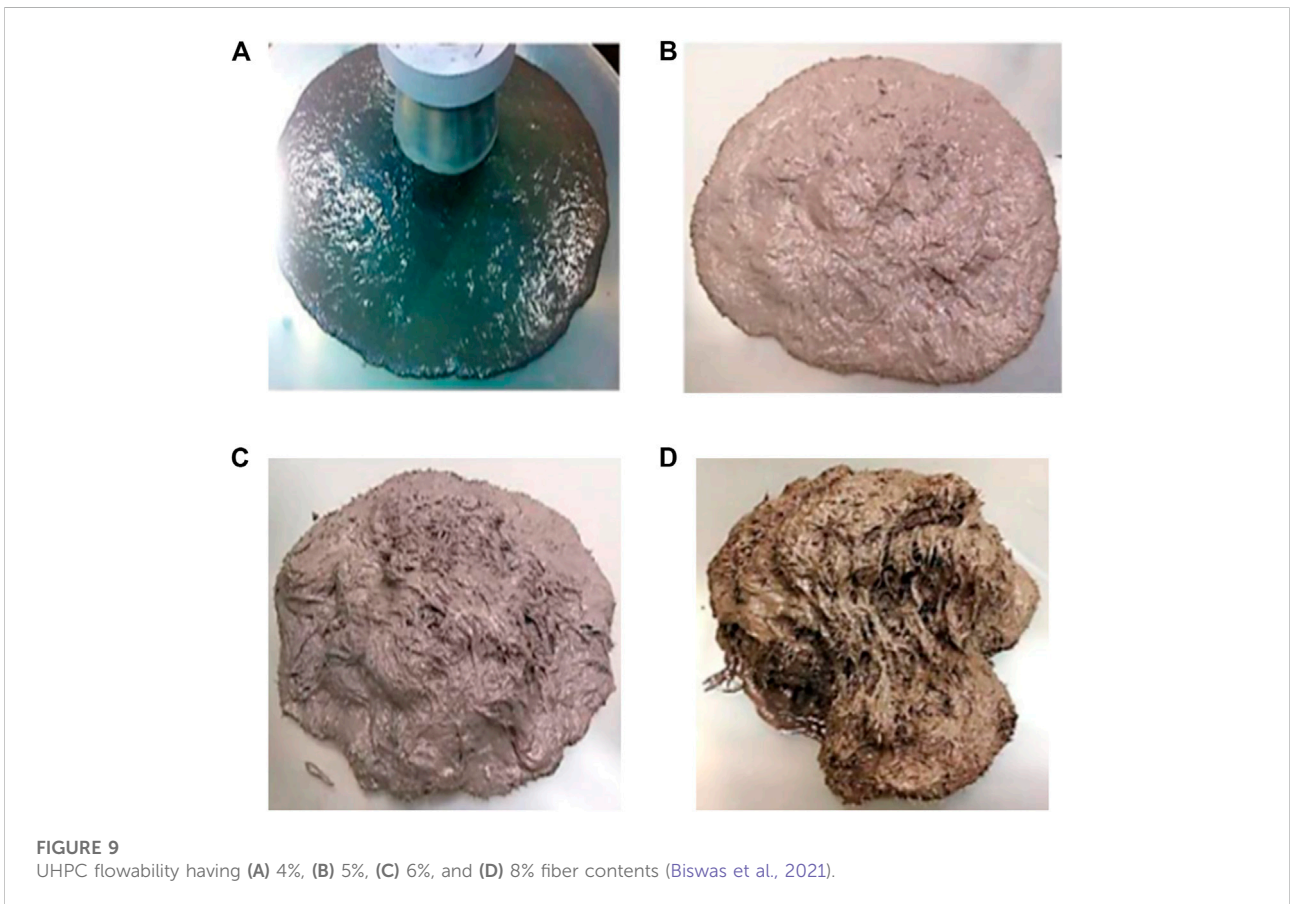 A
B
C
D
FIGURE 9
UHPC flowability having (A) 4%, (B) 5%, (C) 6%, and (D) 8% fiber contents (Biswas et al., 2021).